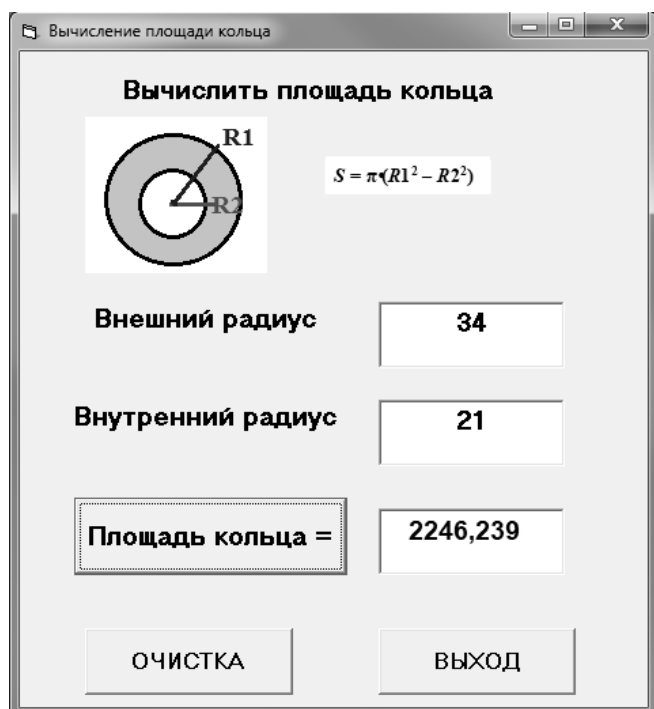 Вычисление площади кольца
Вычислить площадь кольца
R1
R2
S = π•(R1² – R2²)
Внешний радиус
34
Внутренний радиус
21
Площадь кольца =
2246,239
ОЧИСТКА
ВЫХОД